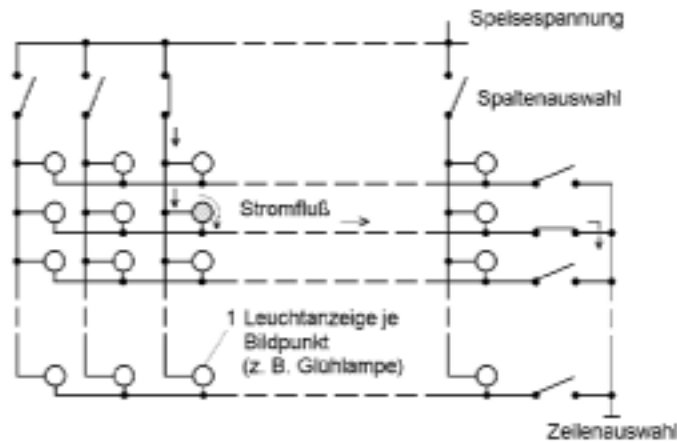 Speisespannung
Spaltenauswahl
Stromfluß
1 Leuchtanzeige je
Bildpunkt
(z. B. Glühlampe)
Zeilenauswahl